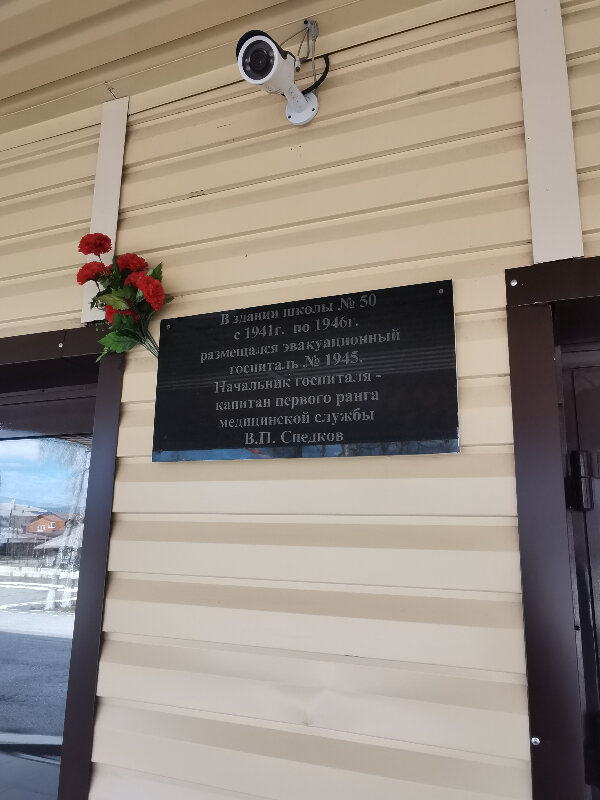 В здании школы № 50
с 1941г. по 1946г.
размещался эвакуационный
госпиталь № 1945.
Начальник госпиталя -
капитан первого ранга
медицинской службы
В.П. Спедков